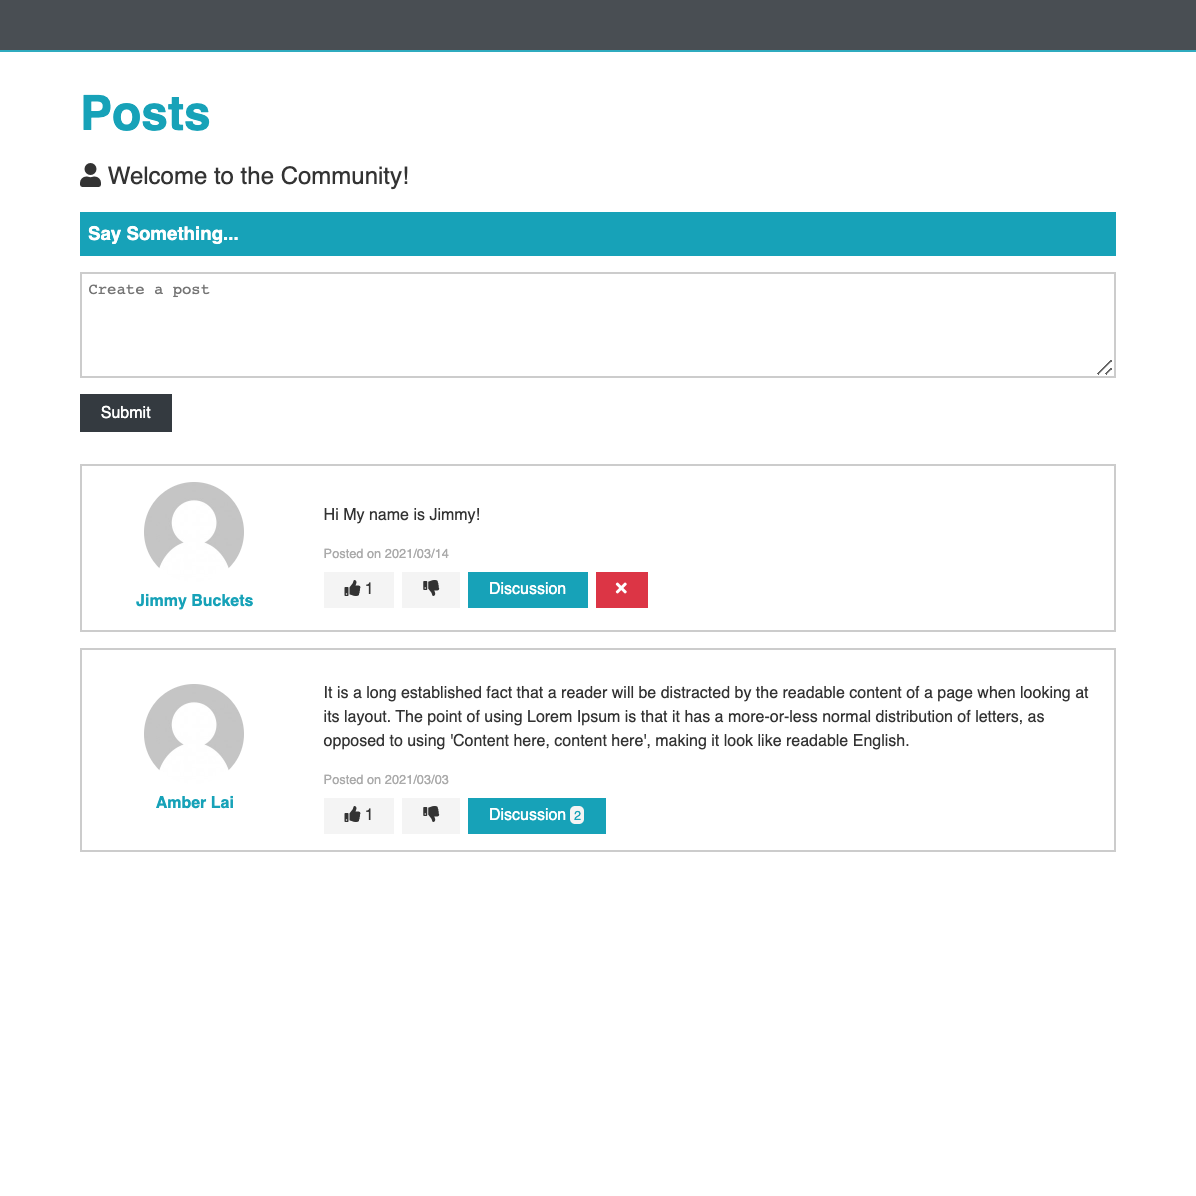 Posts
Welcome to the Community!
Say Something...
Create a post
Submit
Hi My name is Jimmy!
Posted on 2021/03/14
1
Discussion
Jimmy Buckets
It is a long established fact that a reader will be distracted by the readable content of a page when looking at
its layout. The point of using Lorem Ipsum is that it has a more-or-less normal distribution of letters, as
opposed to using 'Content here, content here', making it look like readable English.
Posted on 2021/03/03
Amber Lai
1
Discussion 2